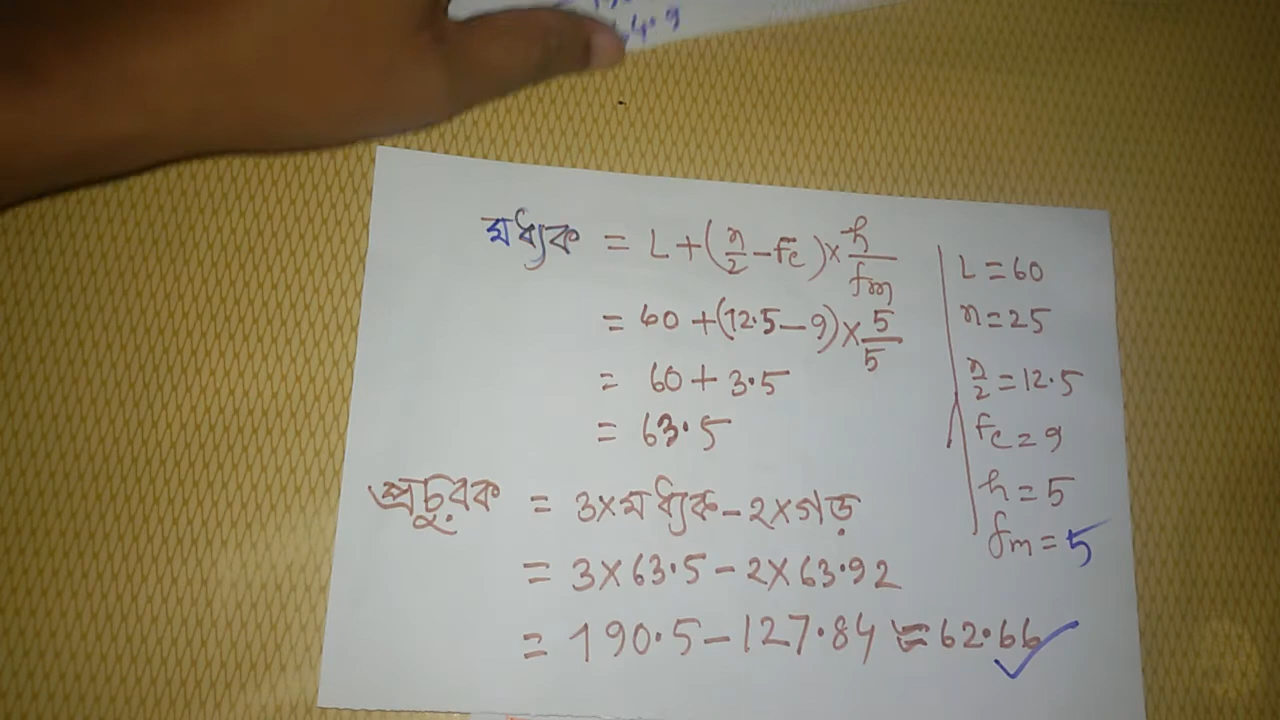 4.9
মধ্যক = L + (n/2 - Fc) × h/fm
= 60 + (12.5 - 9) × 5/5
= 60 + 3.5
= 63.5
প্রচুরক = 3×মধ্যক - 2×গড়
= 3×63.5 - 2×63.92
= 190.5 - 127.84 = 62.66
L = 60
n = 25
n/2 = 12.5
Fc = 9
h = 5
fm = 5